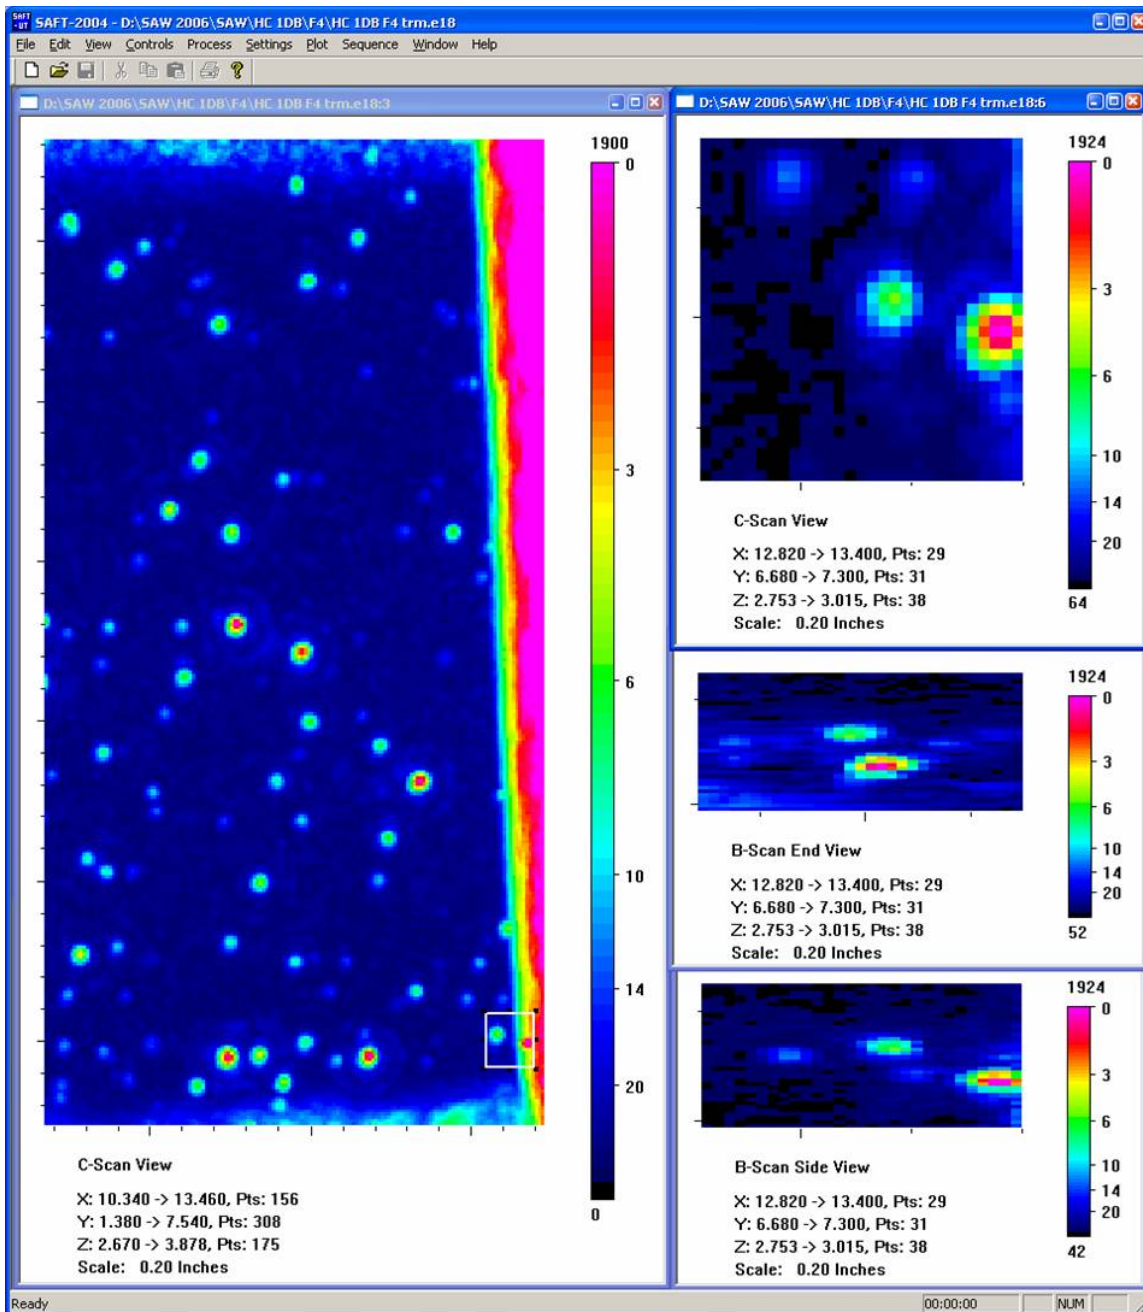 SAFT-2004 - D:\SAW 2006\SAW\HC 1DB\F4\HC 1DB F4 trm.e18
File Edit View Controls Process Settings Plot Sequence Window Help
D:\SAW 2006\SAW\HC 1DB\F4\HC 1DB F4 trm.e18:3
1900
0
3
6
10
14
20
0
C-Scan View
X: 10.340 -> 13.460, Pts: 156
Y: 1.380 -> 7.540, Pts: 308
Z: 2.670 -> 3.878, Pts: 175
Scale: 0.20 Inches
D:\SAW 2006\SAW\HC 1DB\F4\HC 1DB F4 trm.e18:6
1924
0
3
6
10
14
20
64
C-Scan View
X: 12.820 -> 13.400, Pts: 29
Y: 6.680 -> 7.300, Pts: 31
Z: 2.753 -> 3.015, Pts: 38
Scale: 0.20 Inches
1924
0
3
6
10
14
20
52
B-Scan End View
X: 12.820 -> 13.400, Pts: 29
Y: 6.680 -> 7.300, Pts: 31
Z: 2.753 -> 3.015, Pts: 38
Scale: 0.20 Inches
1924
0
3
6
10
14
20
42
B-Scan Side View
X: 12.820 -> 13.400, Pts: 29
Y: 6.680 -> 7.300, Pts: 31
Z: 2.753 -> 3.015, Pts: 38
Scale: 0.20 Inches
Ready 00:00:00 NUM